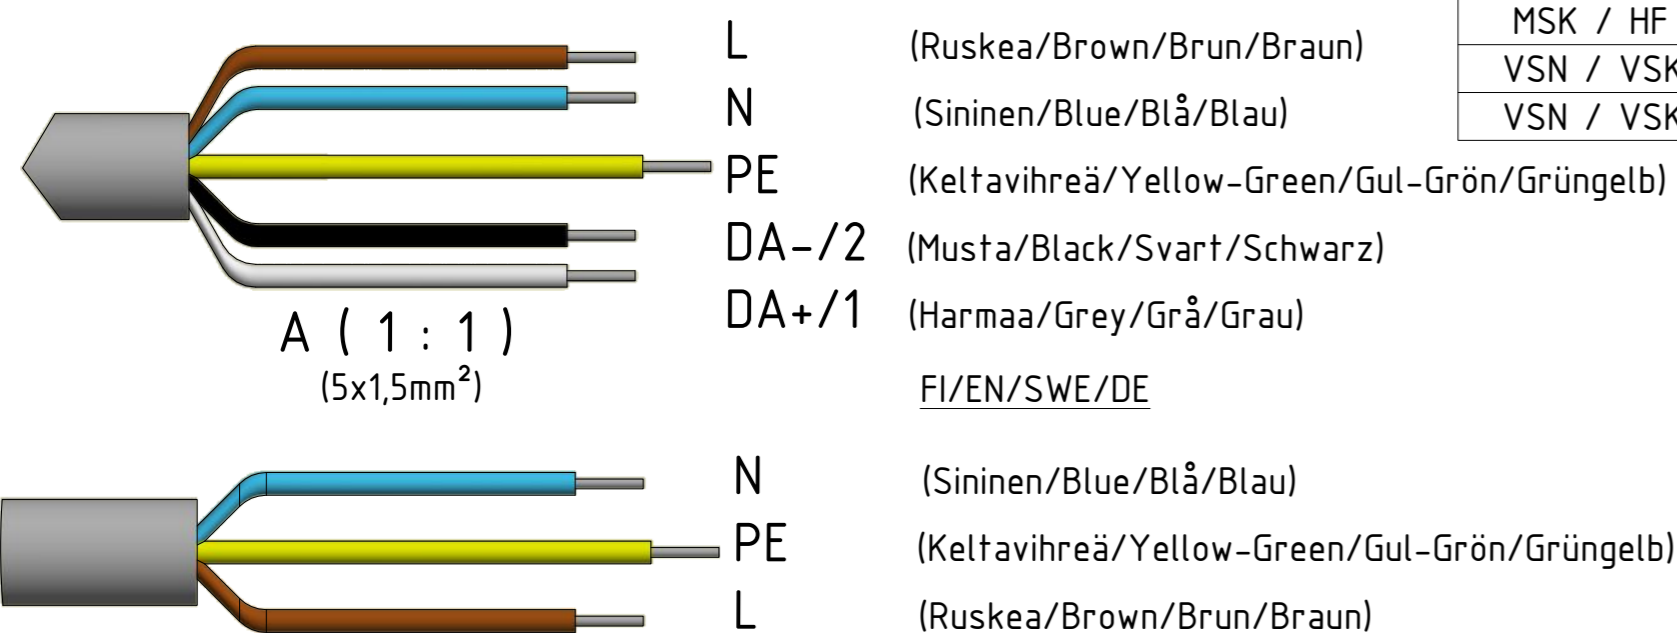 L (Ruskea/Brown/Brun/Braun)
MSK / HF
N (Sininen/Blue/Blå/Blau)
VSN / VSK
VSN / VSK
PE (Keltavihreä/Yellow-Green/Gul-Grön/Grüngelb)
DA-/2 (Musta/Black/Svart/Schwarz)
DA+/1 (Harmaa/Grey/Grå/Grau)
A ( 1 : 1 )
(5x1,5mm²)
FI/EN/SWE/DE
N (Sininen/Blue/Blå/Blau)
PE (Keltavihreä/Yellow-Green/Gul-Grön/Grüngelb)
L (Ruskea/Brown/Brun/Braun)